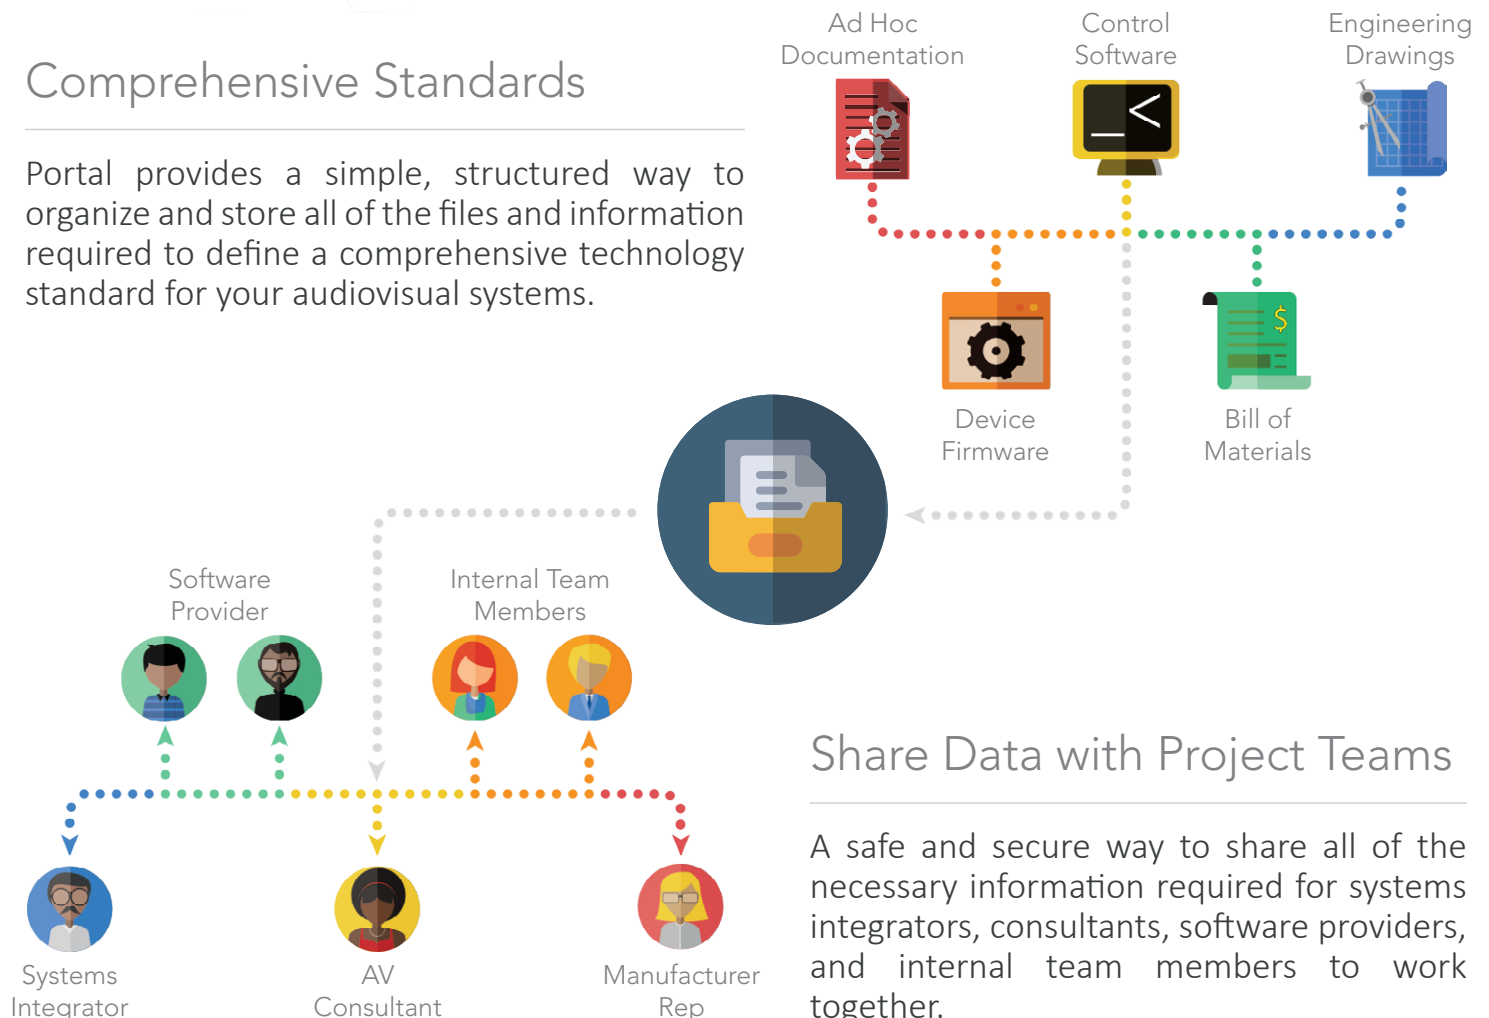 Comprehensive Standards
Portal provides a simple, structured way to
organize and store all of the files and information
required to define a comprehensive technology
standard for your audiovisual systems.
Ad Hoc
Documentation
Control
Software
Engineering
Drawings
_<
$
Device
Firmware
Bill of
Materials
Software
Provider
Internal Team
Members
Systems
Integrator
AV
Consultant
Manufacturer
Rep
Share Data with Project Teams
A safe and secure way to share all of the
necessary information required for systems
integrators, consultants, software providers,
and internal team members to work
together.